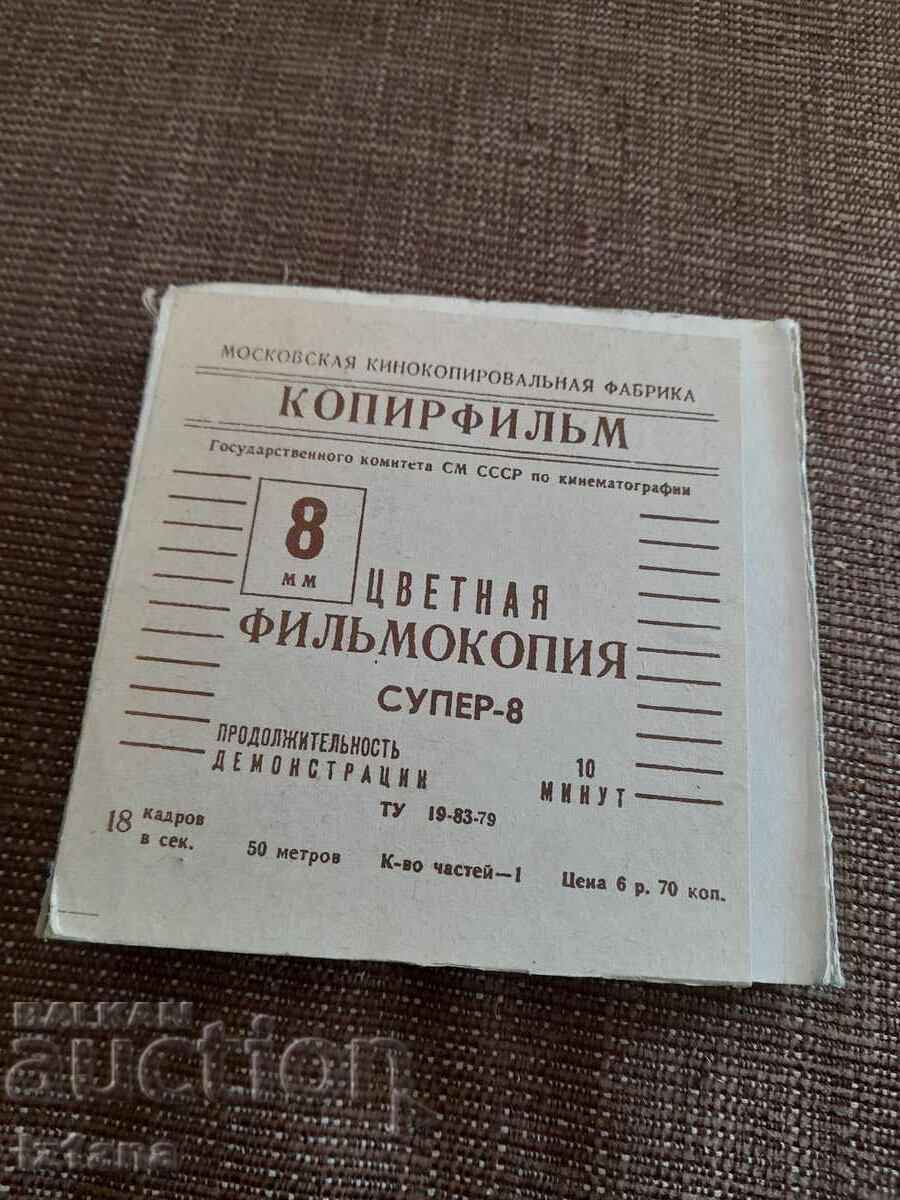 МОСКОВСКАЯ КИНОКОПИРОВАЛЬНАЯ ФАБРИКА
КОПИРФИЛЬМ
Государственного комитета СМ СССР по кинематографии
8
мм
ЦВЕТНАЯ
ФИЛЬМОКОПИЯ
СУПЕР-8
ПРОДОЛЖИТЕЛЬНОСТЬ
ДЕМОНСТРАЦИИ
10
МИНУТ
ТУ 19-83-79
18 кадров
в сек.
50 метров
К-во частей—1
Цена 6 р. 70 коп.
BALKAN
auction
iztana